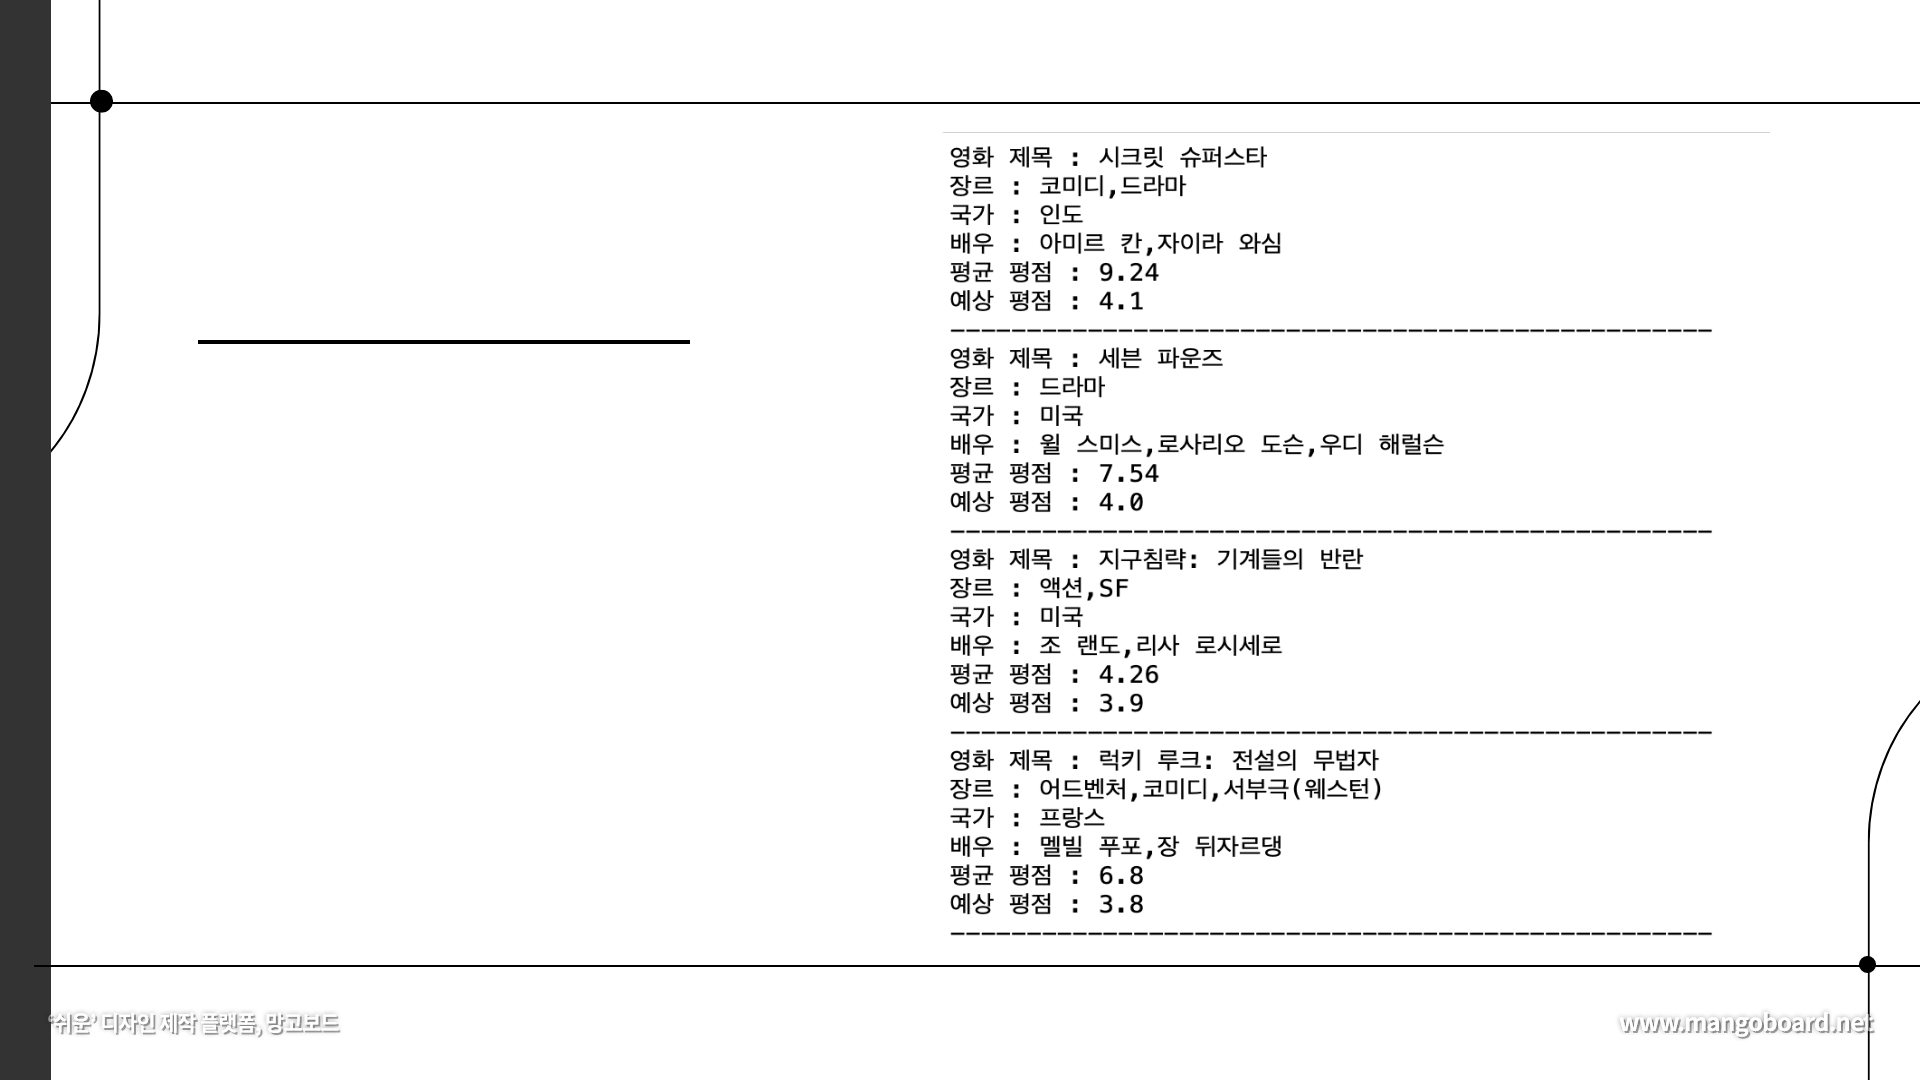 영화 제목 : 시크릿 슈퍼스타
장르 : 코미디,드라마
국가 : 인도
배우 : 아미르 칸,자이라 와심
평균 평점 : 9.24
예상 평점 : 4.1
--------------------------------------------------
영화 제목 : 세븐 파운즈
장르 : 드라마
국가 : 미국
배우 : 윌 스미스,로사리오 도슨,우디 해럴슨
평균 평점 : 7.54
예상 평점 : 4.0
--------------------------------------------------
영화 제목 : 지구침략: 기계들의 반란
장르 : 액션,SF
국가 : 미국
배우 : 조 랜도,리사 로시세로
평균 평점 : 4.26
예상 평점 : 3.9
--------------------------------------------------
영화 제목 : 럭키 루크: 전설의 무법자
장르 : 어드벤처,코미디,서부극(웨스턴)
국가 : 프랑스
배우 : 멜빌 푸포,장 뒤자르댕
평균 평점 : 6.8
예상 평점 : 3.8
--------------------------------------------------
‘쉬운’ 디자인 제작 플랫폼, 망고보드
www.mangoboard.net